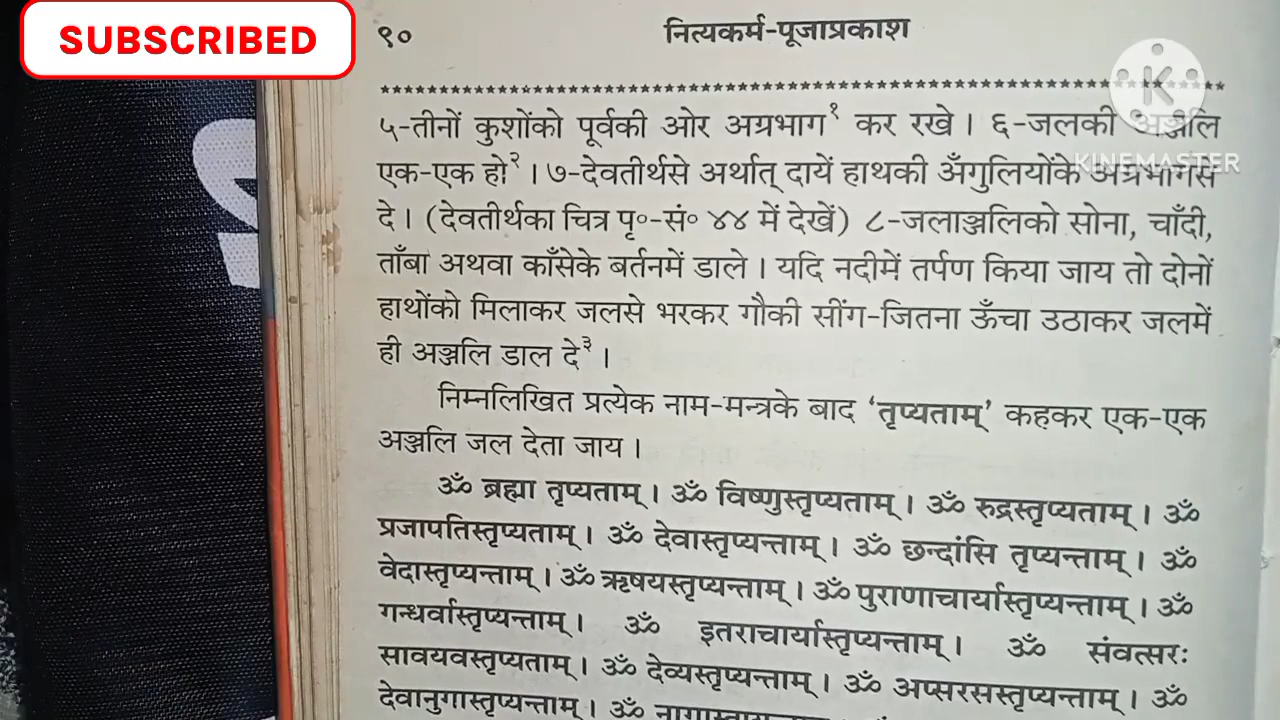 SUBSCRIBED
९० नित्यकर्म-पूजाप्रकाश
५-तीनों कुशोंको पूर्वकी ओर अग्रभाग१ कर रखे। ६-जलकी अञ्जलि
एक-एक हो२। ७-देवतीर्थसे अर्थात् दायें हाथकी अँगुलियोंके अग्रभागसे
दे। (देवतीर्थका चित्र पृ०-सं० ४४ में देखें) ८-जलाञ्जलिको सोना, चाँदी,
ताँबा अथवा काँसेके बर्तनमें डाले। यदि नदीमें तर्पण किया जाय तो दोनों
हाथोंको मिलाकर जलसे भरकर गौकी सींग-जितना ऊँचा उठाकर जलमें
ही अञ्जलि डाल दे३।
निम्नलिखित प्रत्येक नाम-मन्त्रके बाद ‘तृप्यताम्’ कहकर एक-एक
अञ्जलि जल देता जाय।
ॐ ब्रह्मा तृप्यताम्। ॐ विष्णुस्तृप्यताम्। ॐ रुद्रस्तृप्यताम्। ॐ
प्रजापतिस्तृप्यताम्। ॐ देवास्तृप्यन्ताम्। ॐ छन्दांसि तृप्यन्ताम्। ॐ
वेदास्तृप्यन्ताम्। ॐ ऋषयस्तृप्यन्ताम्। ॐ पुराणाचार्यास्तृप्यन्ताम्। ॐ
गन्धर्वास्तृप्यन्ताम्। ॐ इतराचार्यास्तृप्यन्ताम्। ॐ संवत्सरः
सावयवस्तृप्यताम्। ॐ देव्यस्तृप्यन्ताम्। ॐ अप्सरसस्तृप्यन्ताम्। ॐ
देवानुगास्तृप्यन्ताम्। ॐ
K
KINEMASTER